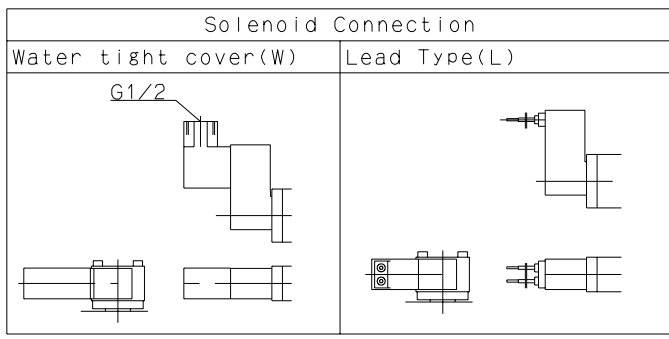 Solenoid Connection
Water tight cover(W)
Lead Type(L)
G1/2